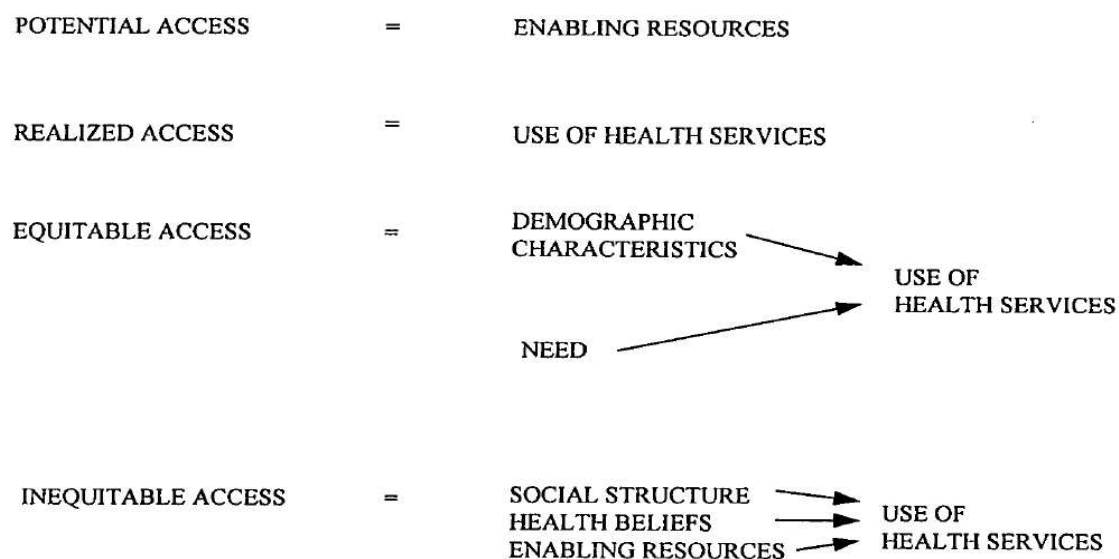 POTENTIAL ACCESS = ENABLING RESOURCES
REALIZED ACCESS = USE OF HEALTH SERVICES
EQUITABLE ACCESS = DEMOGRAPHIC
CHARACTERISTICS
USE OF
HEALTH SERVICES
NEED
INEQUITABLE ACCESS = SOCIAL STRUCTURE
HEALTH BELIEFS
ENABLING RESOURCES
USE OF
HEALTH SERVICES